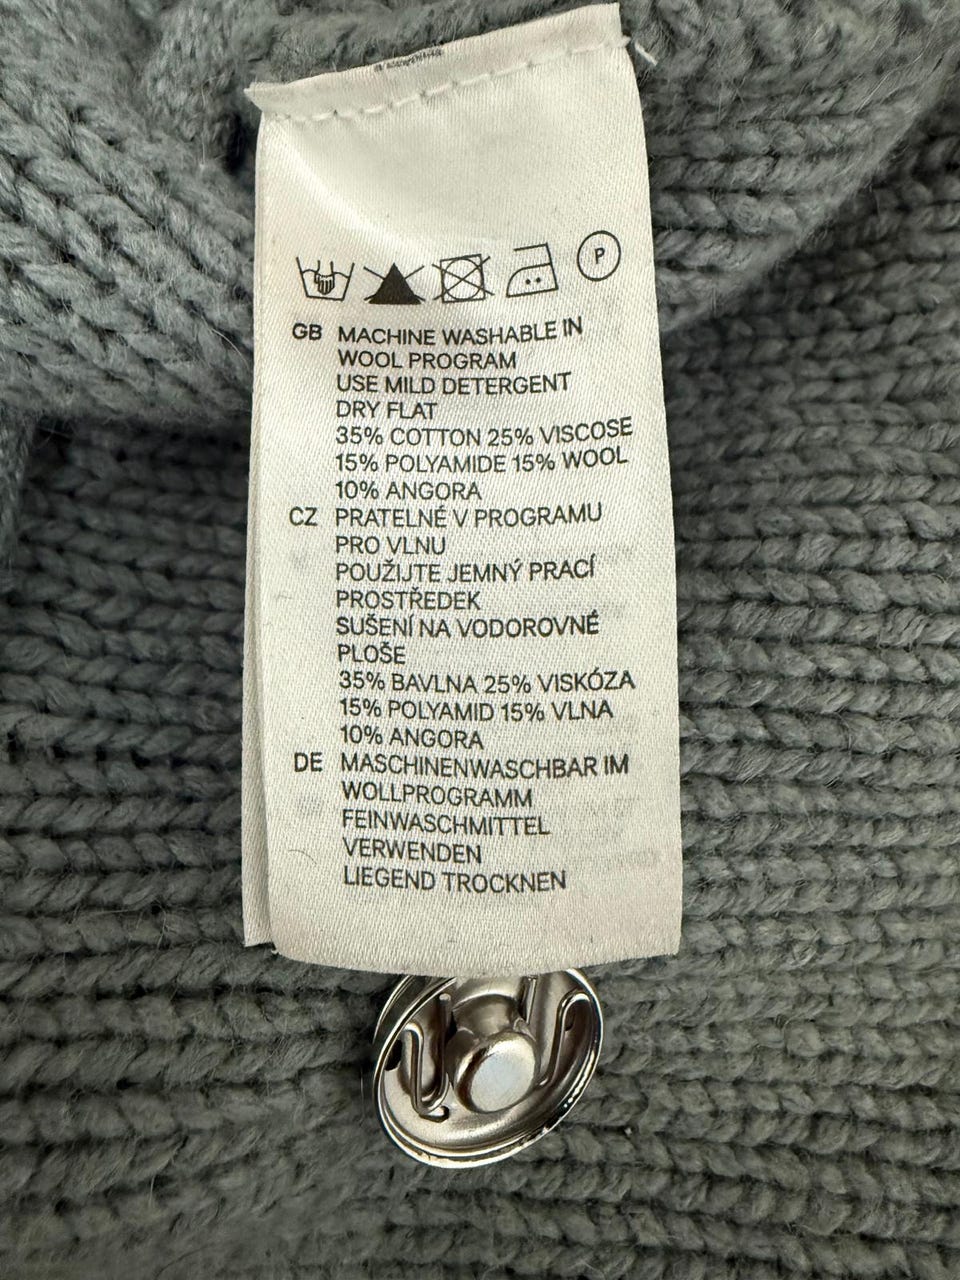 P
GB MACHINE WASHABLE IN
WOOL PROGRAM
USE MILD DETERGENT
DRY FLAT
35% COTTON 25% VISCOSE
15% POLYAMIDE 15% WOOL
10% ANGORA
CZ PRATELNÉ V PROGRAMU
PRO VLNU
POUŽIJTE JEMNÝ PRACÍ
PROSTŘEDEK
SUŠENÍ NA VODOROVNÉ
PLOŠE
35% BAVLNA 25% VISKÓZA
15% POLYAMID 15% VLNA
10% ANGORA
DE MASCHINENWASCHBAR IM
WOLLPROGRAMM
FEINWASCHMITTEL
VERWENDEN
LIEGEND TROCKNEN